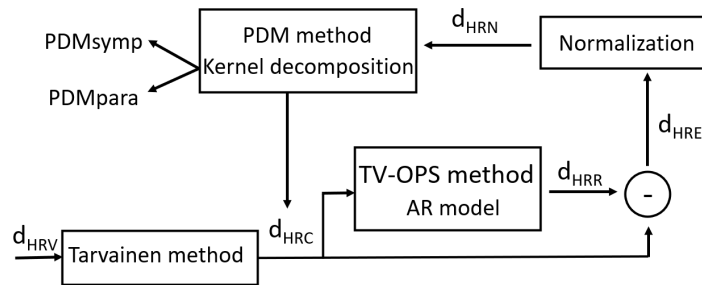 PDMsymp
PDMpara
PDM method
Kernel decomposition
d_HRN
Normalization
d_HRE
TV-OPS method
AR model
d_HRR
-
d_HRV
Tarvainen method
d_HRC